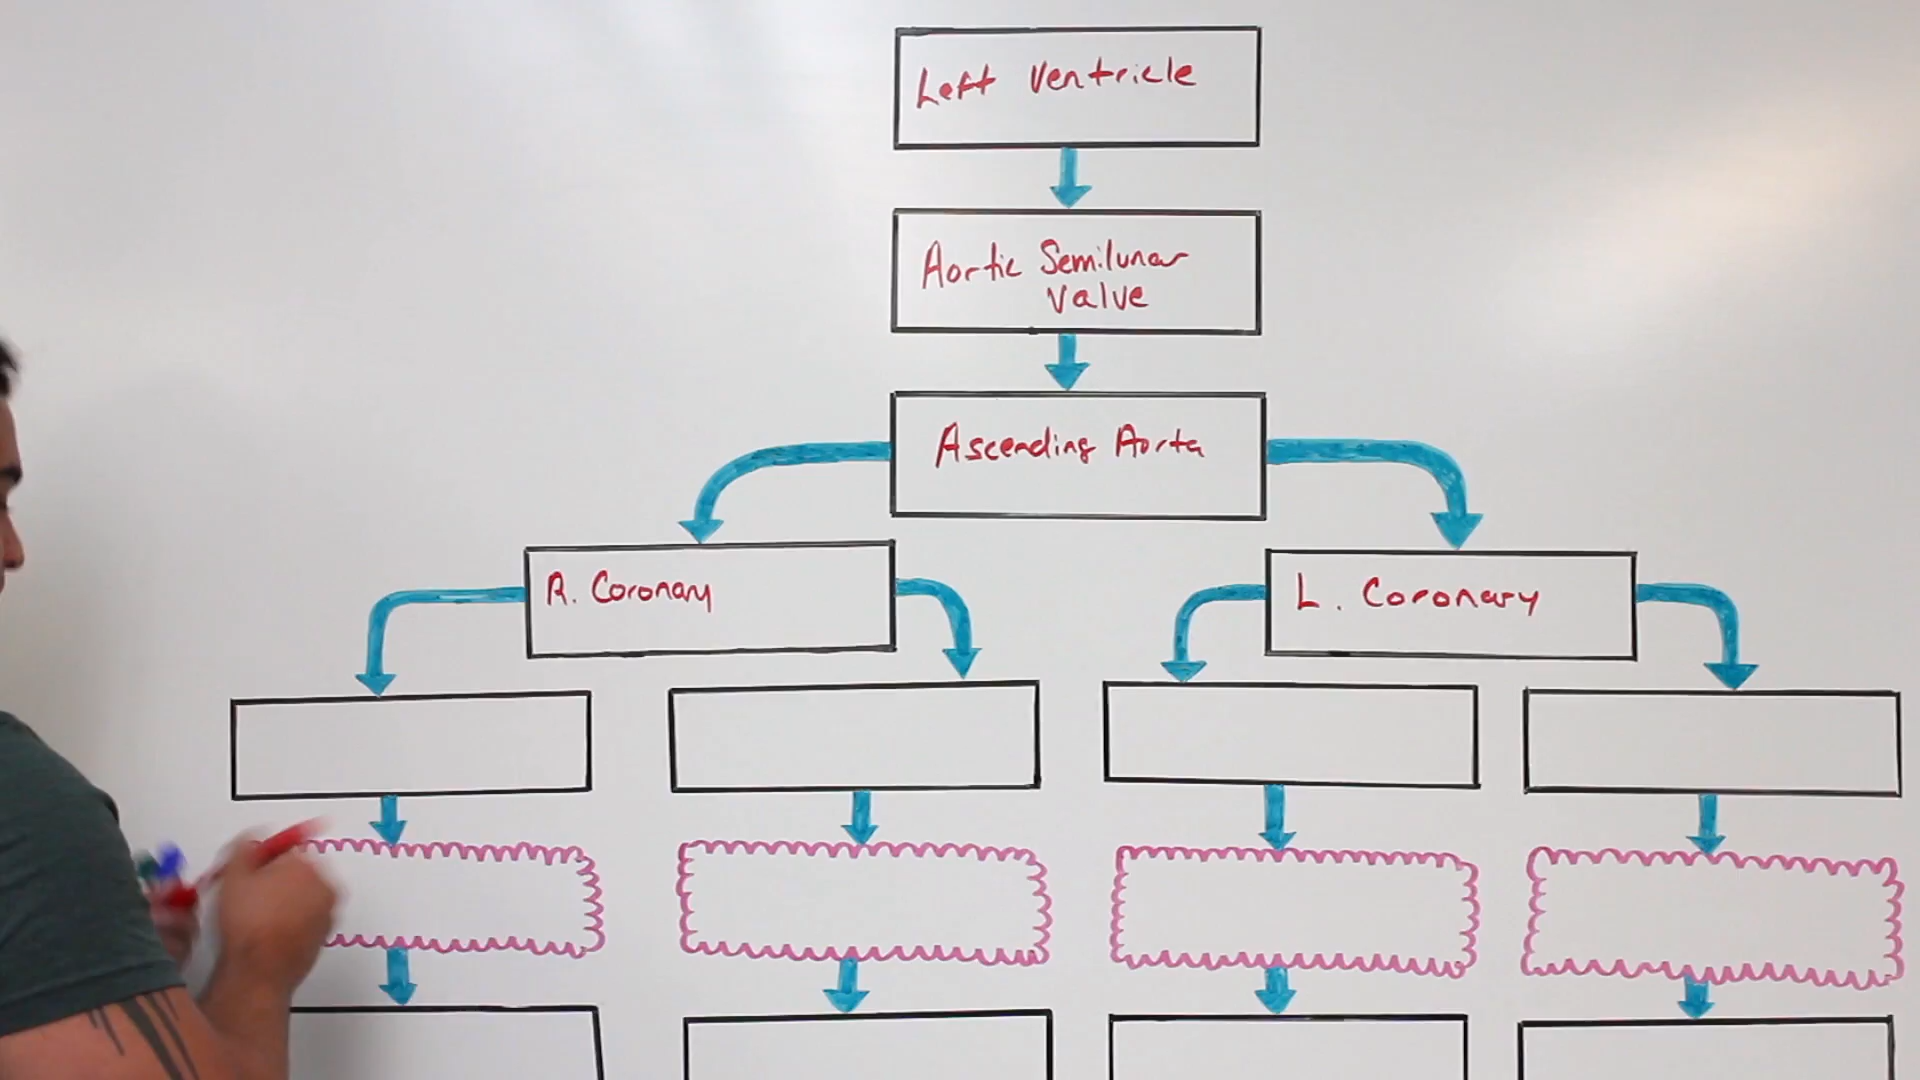 Left Ventricle
Aortic Semilunar
Valve
Ascending Aorta
R. Coronary
L. Coronary